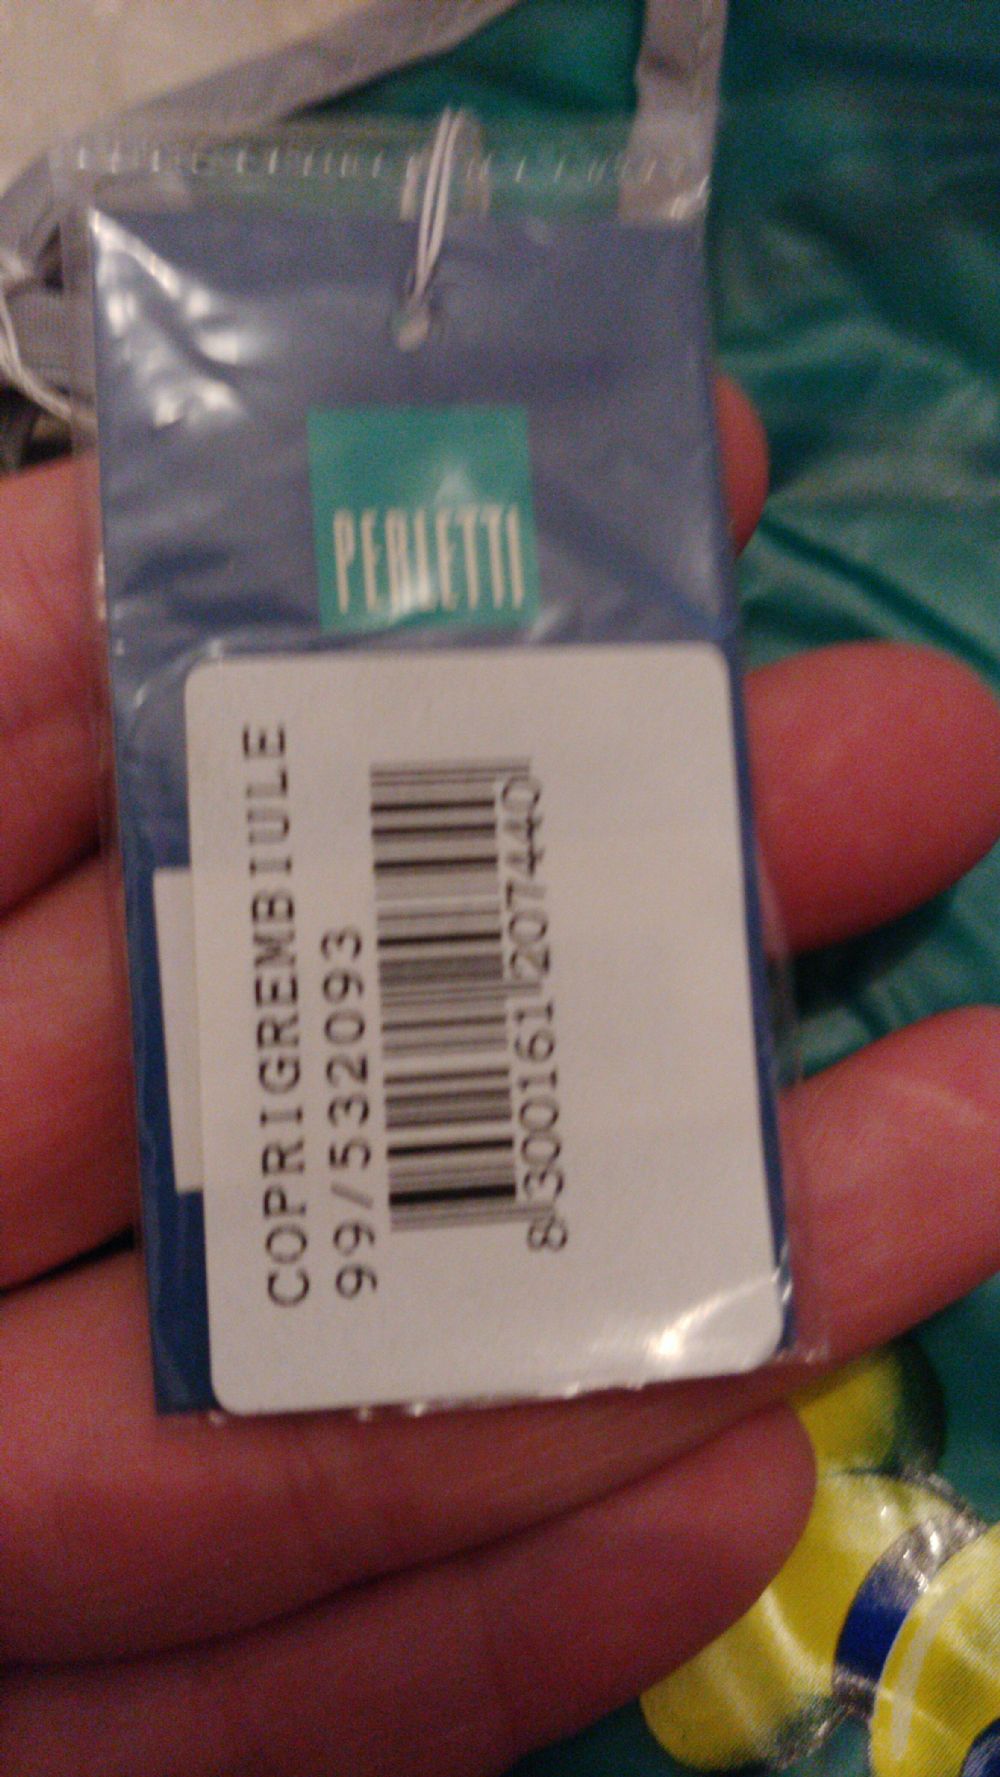 PERLETTI
COPRIGREMBIULE
99/532093
8300161207440